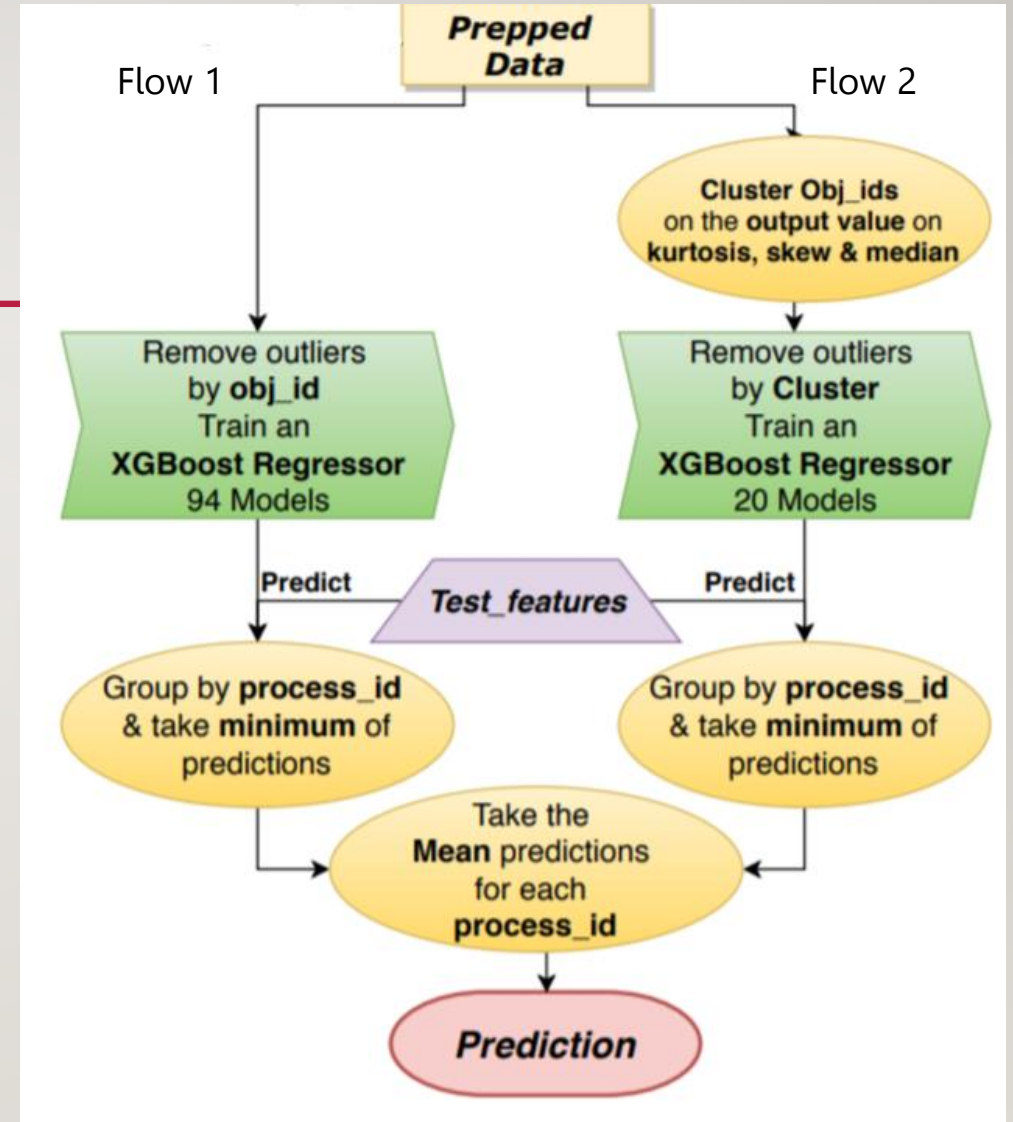 Prepped
Data
Flow 1
Flow 2
Cluster Obj_ids
on the output value on
kurtosis, skew & median
Remove outliers
by obj_id
Train an
XGBoost Regressor
94 Models
Remove outliers
by Cluster
Train an
XGBoost Regressor
20 Models
Predict
Test_features
Predict
Group by process_id
& take minimum of
predictions
Group by process_id
& take minimum of
predictions
Take the
Mean predictions
for each
process_id
Prediction